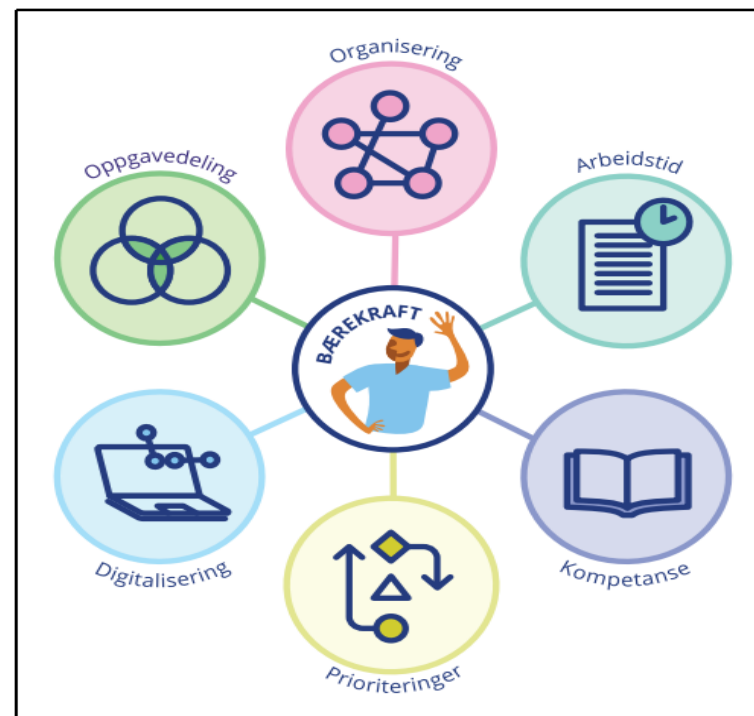 Organisering
Oppgavedeling
Arbeidstid
BÆREKRAFT
Digitalisering
Kompetanse
Prioriteringer